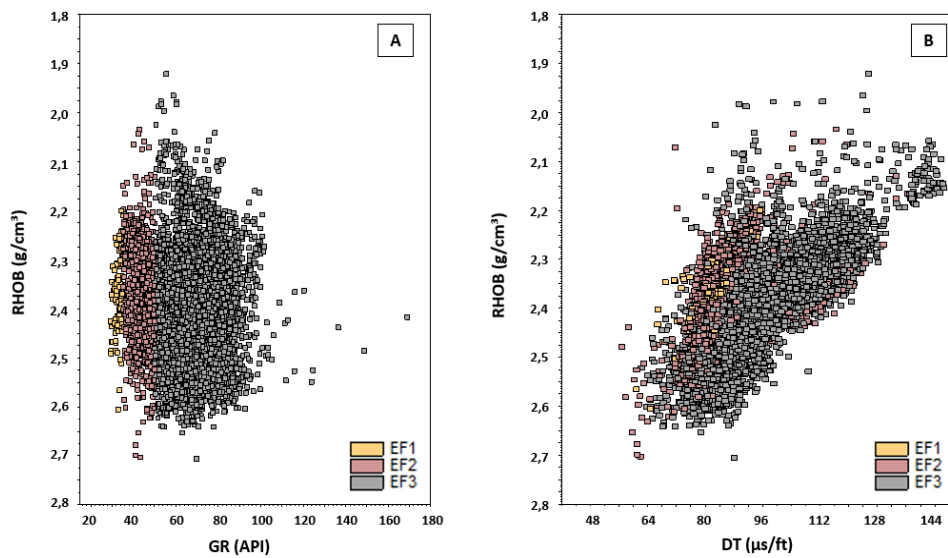 A
RHOB (g/cm³)
1,8
1,9
2,0
2,1
2,2
2,3
2,4
2,5
2,6
2,7
2,8
EF1
EF2
EF3
20 40 60 80 100 120 140 160 180
GR (API)
B
RHOB (g/cm³)
1,8
1,9
2,0
2,1
2,2
2,3
2,4
2,5
2,6
2,7
2,8
EF1
EF2
EF3
48 64 80 96 112 128 144
DT (µs/ft)